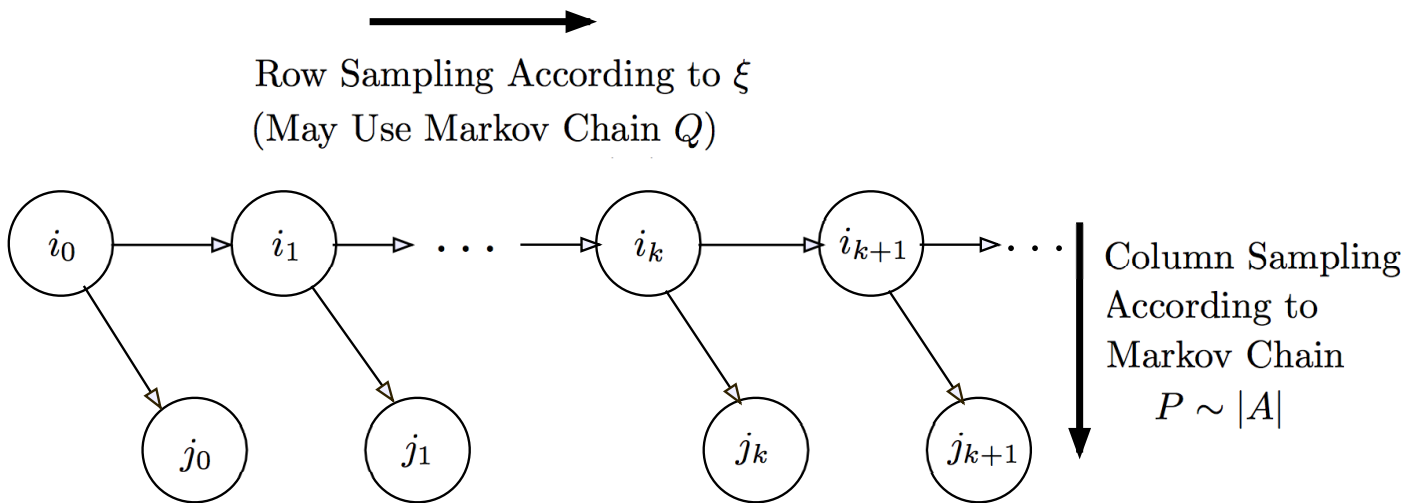 Row Sampling According to ξ
(May Use Markov Chain Q)
i₀ i₁ ··· iₖ iₖ₊₁ ···
j₀ j₁ jₖ jₖ₊₁
Column Sampling
According to
Markov Chain
P ∼ |A|